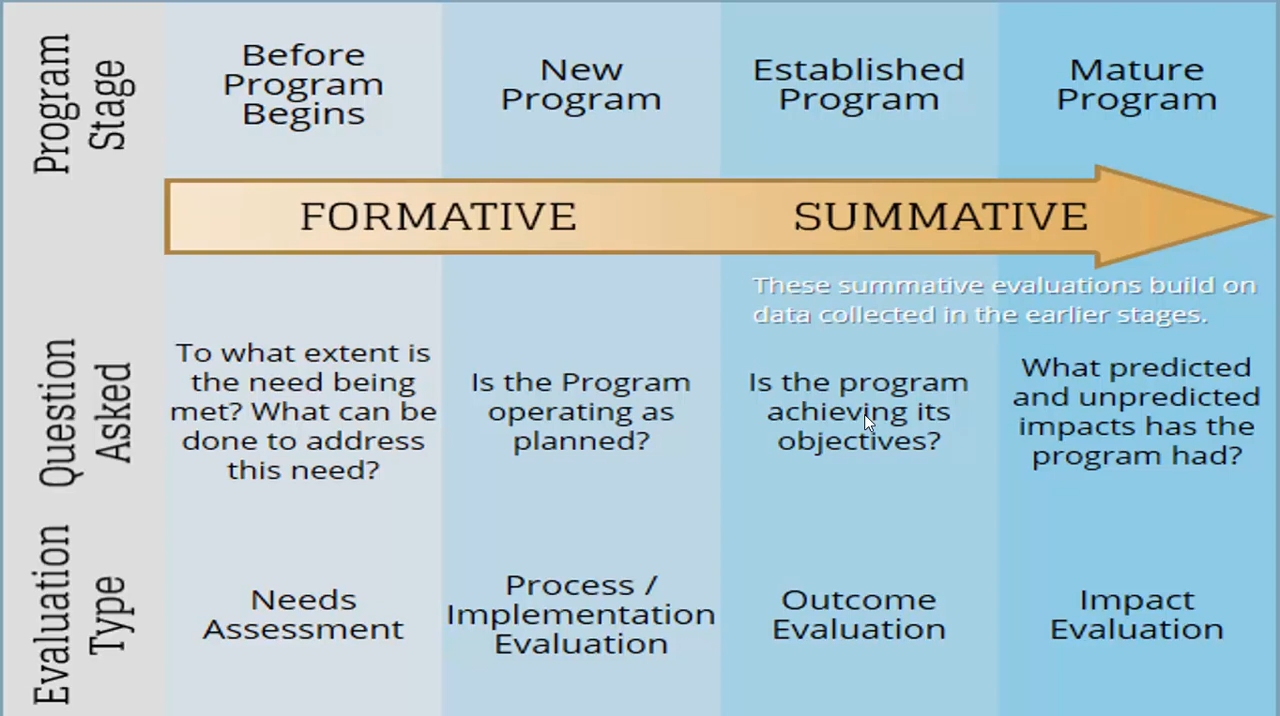 Program
Stage
Before
Program
Begins
New
Program
Established
Program
Mature
Program
FORMATIVE
SUMMATIVE
These summative evaluations build on
data collected in the earlier stages.
Question
Asked
To what extent is
the need being
met? What can be
done to address
this need?
Is the Program
operating as
planned?
Is the program
achieving its
objectives?
What predicted
and unpredicted
impacts has the
program had?
Evaluation
Type
Needs
Assessment
Process /
Implementation
Evaluation
Outcome
Evaluation
Impact
Evaluation